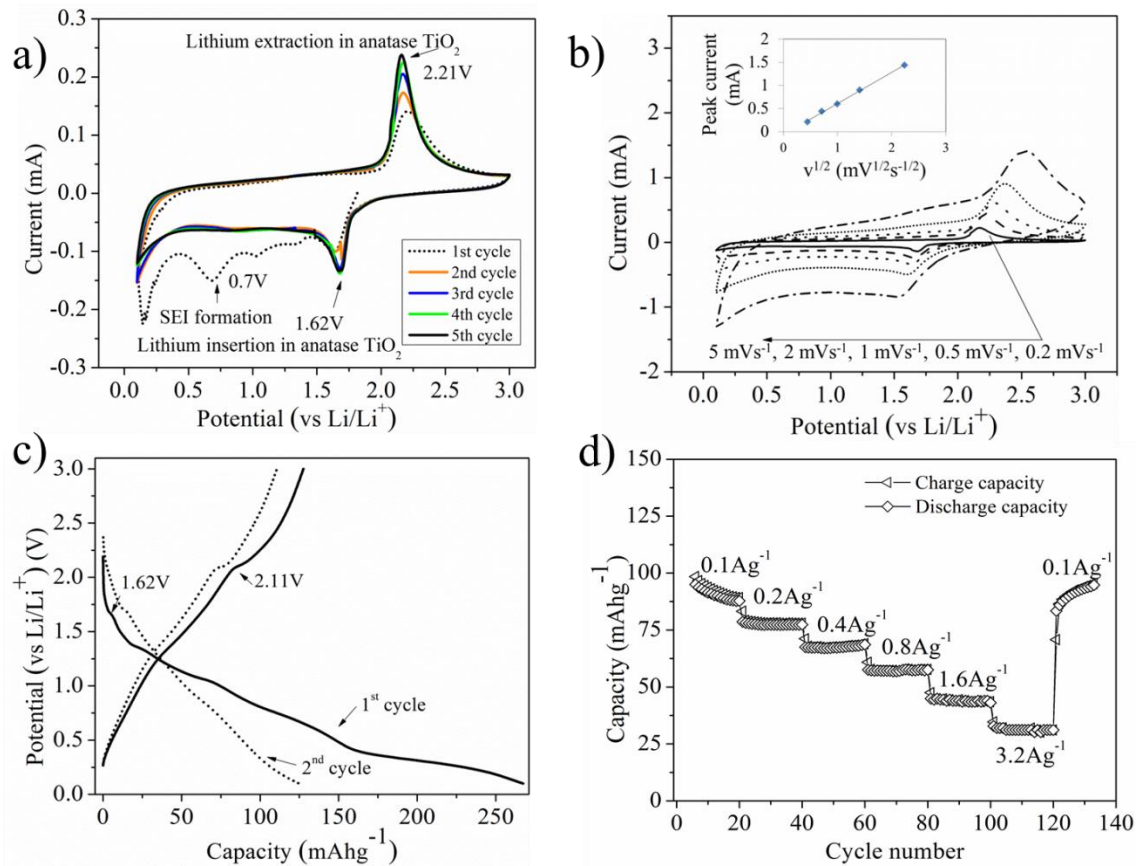 a)
Lithium extraction in anatase TiO₂
2.21V
0.7V
SEI formation
1.62V
Lithium insertion in anatase TiO₂
1st cycle
2nd cycle
3rd cycle
4th cycle
5th cycle
0.3
0.2
0.1
0.0
-0.1
-0.2
-0.3
Current (mA)
0.0 0.5 1.0 1.5 2.0 2.5 3.0
Potential (vs Li/Li⁺)
b)
Peak current
(mA)
2
1.5
1
0.5
0
0 1 2 3
v^1/2 (mV^1/2s^-1/2)
5 mVs⁻¹, 2 mVs⁻¹, 1 mVs⁻¹, 0.5 mVs⁻¹, 0.2 mVs⁻¹
3
2
1
0
-1
-2
Current (mA)
0.0 0.5 1.0 1.5 2.0 2.5 3.0
Potential (vs Li/Li⁺)
c)
1.62V
2.11V
1st cycle
2nd cycle
3.0
2.5
2.0
1.5
1.0
0.5
0.0
Potential (vs Li/Li⁺) (V)
0 50 100 150 200 250
Capacity (mAhg⁻¹)
d)
Charge capacity
Discharge capacity
0.1Ag⁻¹
0.2Ag⁻¹
0.4Ag⁻¹
0.8Ag⁻¹
1.6Ag⁻¹
3.2Ag⁻¹
0.1Ag⁻¹
150
125
100
75
50
25
0
Capacity (mAhg⁻¹)
0 20 40 60 80 100 120 140
Cycle number